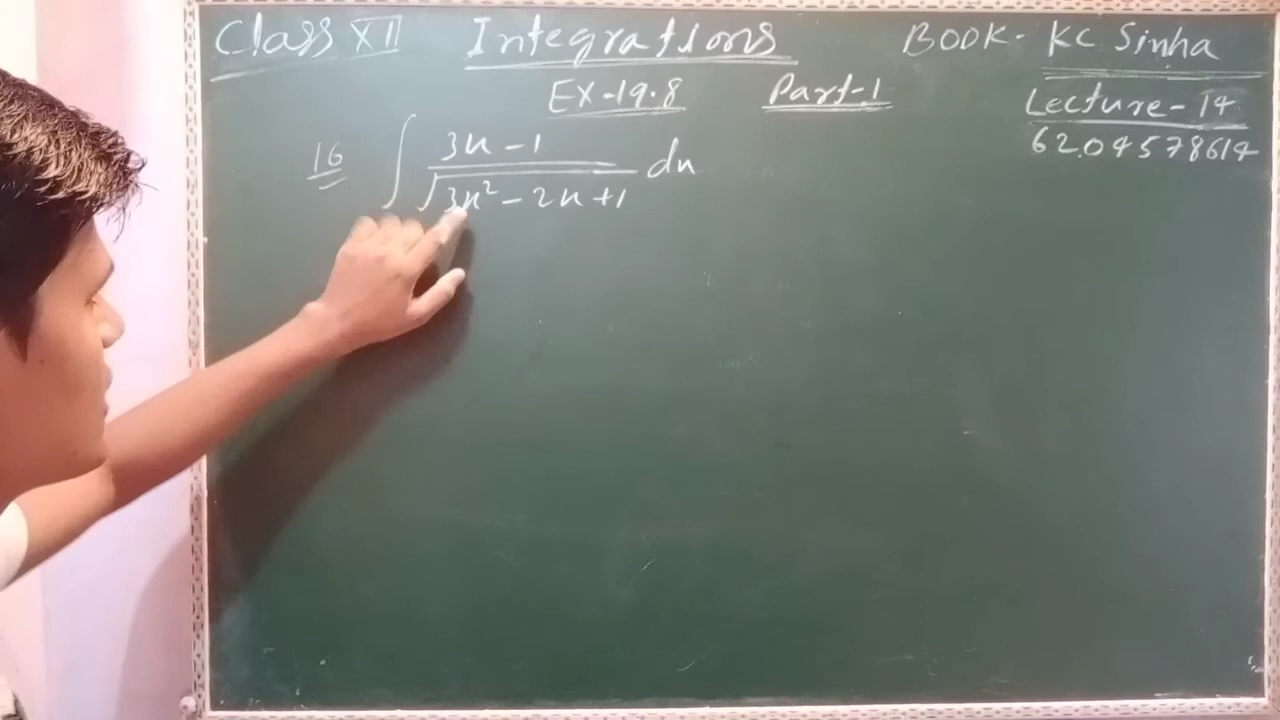 Class XII Integrations BOOK- KC Sinha
EX-19.8 Part-1 Lecture-14
6204578614
16 ∫ (3x - 1) / √(3x² - 2x + 1) dx